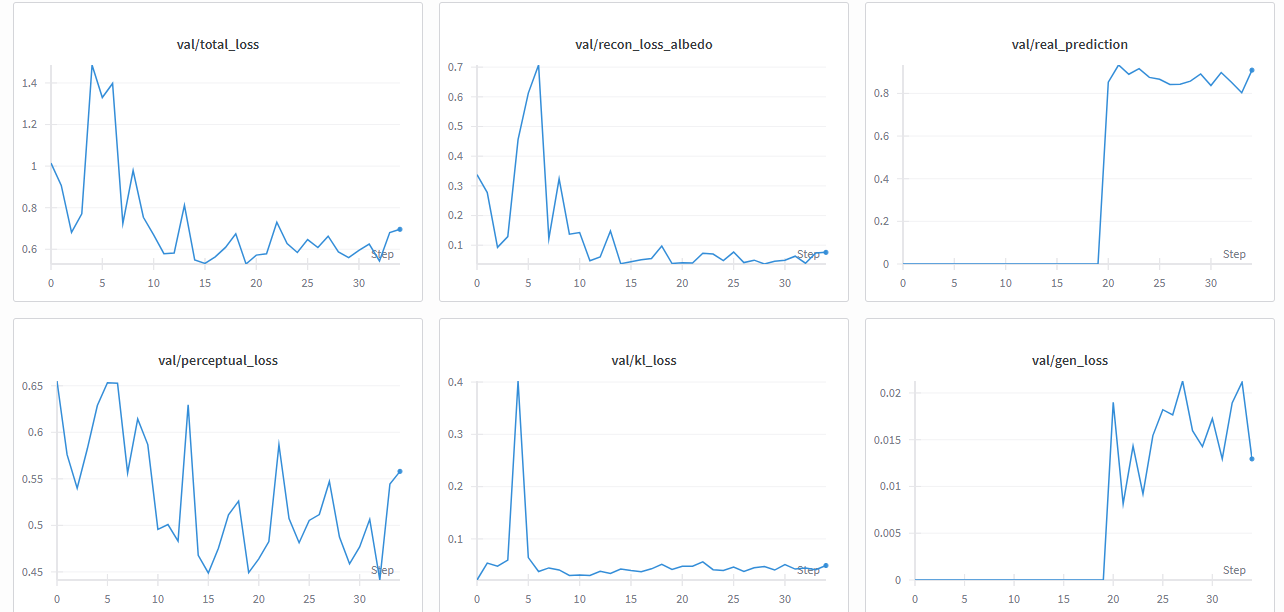 val/total_loss
1.4
1.2
1
0.8
0.6
Step
0 5 10 15 20 25 30
val/recon_loss_albedo
0.7
0.6
0.5
0.4
0.3
0.2
0.1
Step
0 5 10 15 20 25 30
val/real_prediction
0.8
0.6
0.4
0.2
0
Step
0 5 10 15 20 25 30
val/perceptual_loss
0.65
0.6
0.55
0.5
0.45
Step
0 5 10 15 20 25 30
val/kl_loss
0.4
0.3
0.2
0.1
Step
0 5 10 15 20 25 30
val/gen_loss
0.02
0.015
0.01
0.005
0
Step
0 5 10 15 20 25 30